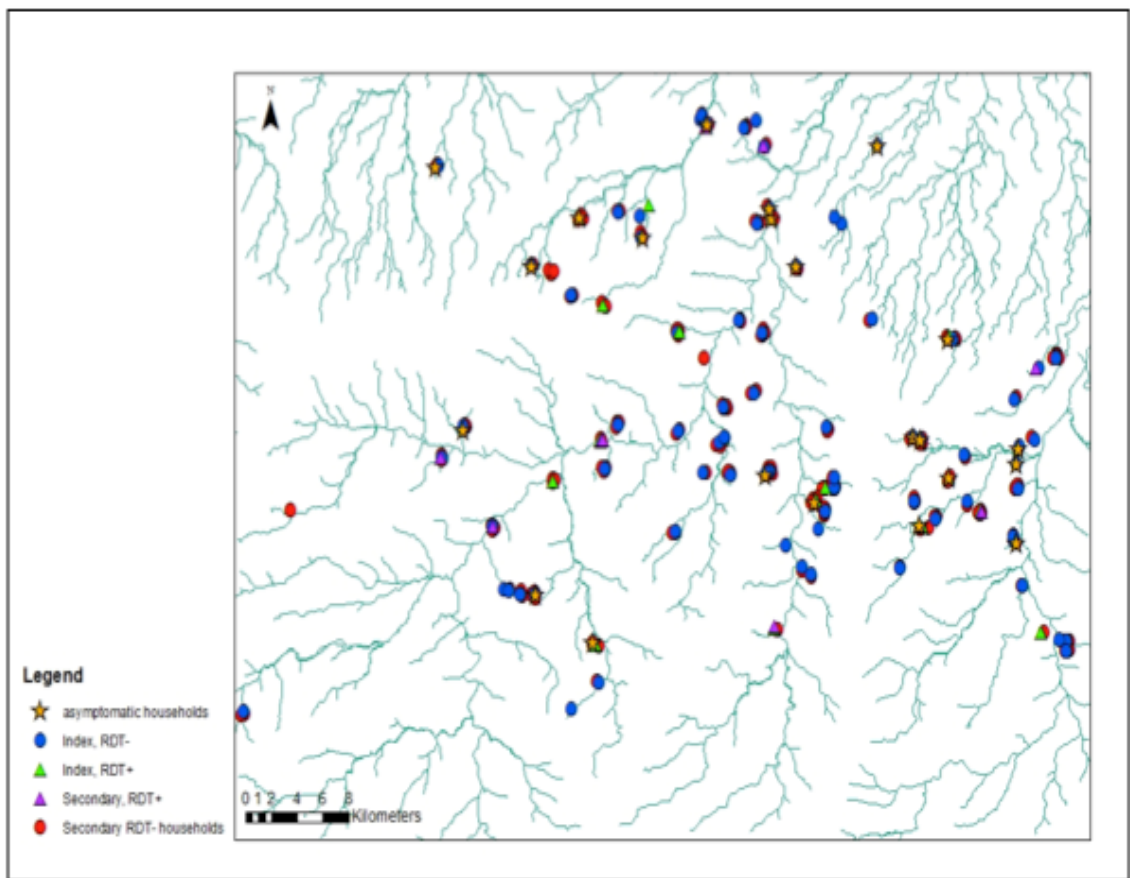 N
Legend
asymptomatic households
Index, RDT-
Index, RDT+
Secondary, RDT+
Secondary RDT- households
0 1 2 4 6 8
Kilometers